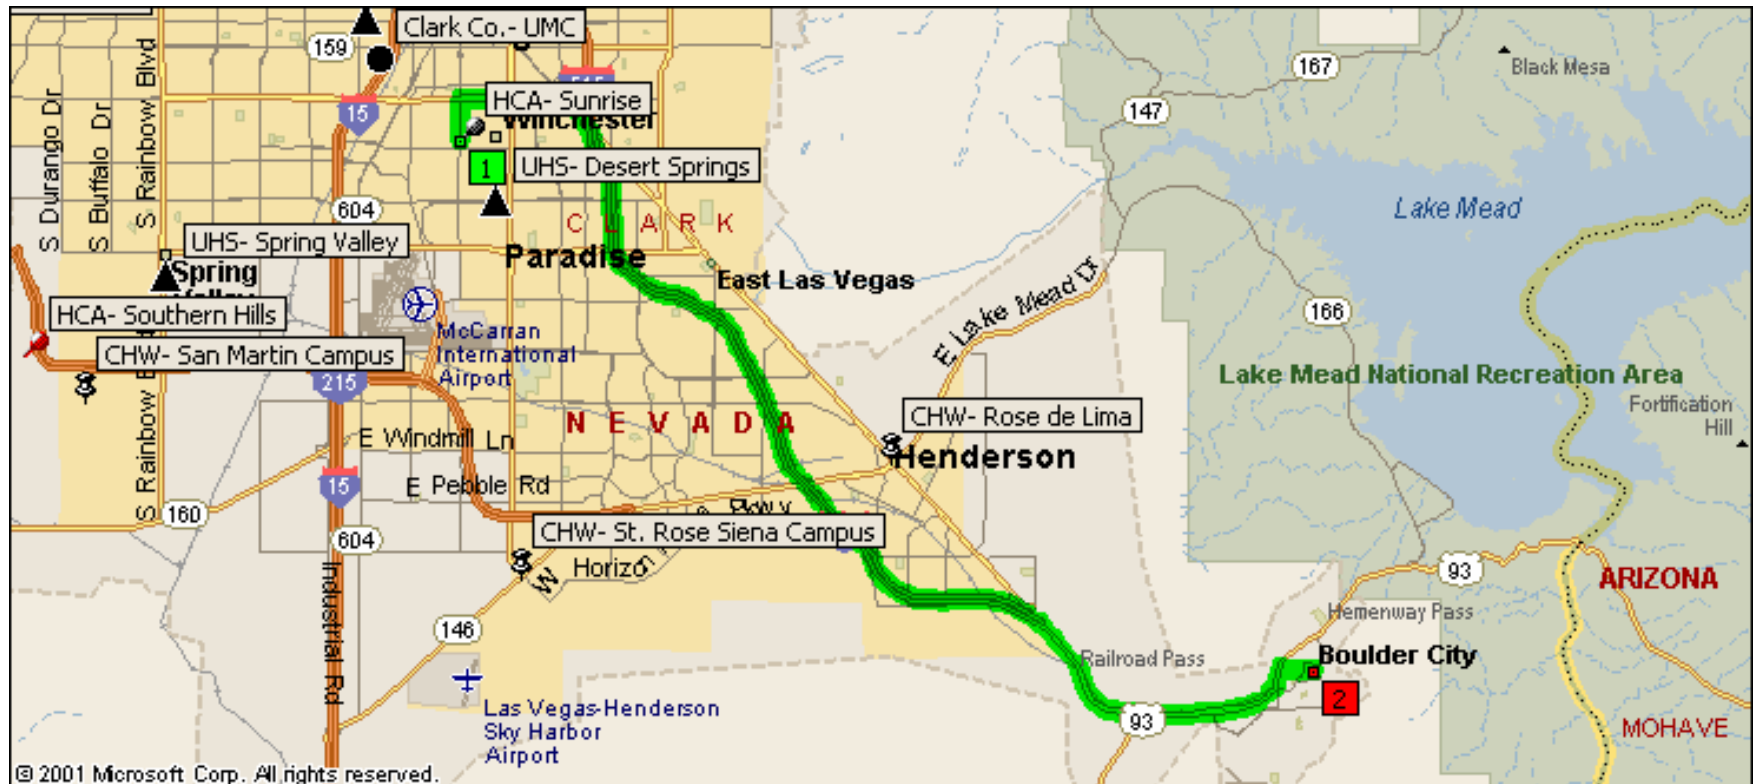 Clark Co.- UMC
159
515
167
Black Mesa
15
HCA- Sunrise
Winchester
147
S Durango Dr
S Buffalo Dr
S Rainbow Blvd
1
UHS- Desert Springs
604
CLARK
Lake Mead
UHS- Spring Valley
Paradise
Spring
Valley
East Las Vegas
E Lake Mead Dr
HCA- Southern Hills
166
McCarran
International
Airport
CHW- San Martin Campus
215
Lake Mead National Recreation Area
Fortification
Hill
NEVADA
CHW- Rose de Lima
E Windmill Ln
Henderson
S Rainbow B
15
E Pebble Rd
160
Pkwy
604
CHW- St. Rose Siena Campus
W
Horizon
93
ARIZONA
Industrial Rd
146
Hemenway Pass
Railroad Pass
Boulder City
2
93
Las Vegas-Henderson
Sky Harbor
Airport
MOHAVE
© 2001 Microsoft Corp. All rights reserved.